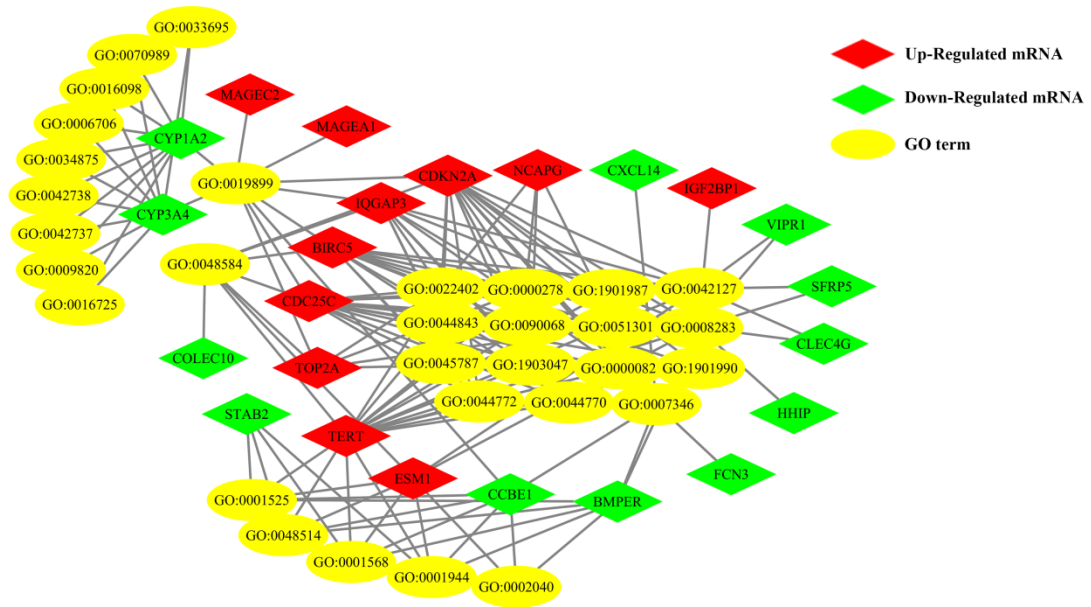 GO:0033695
GO:0070989
GO:0016098
GO:0006706
GO:0034875
GO:0042738
GO:0042737
GO:0009820
GO:0016725
CYP1A2
CYP3A4
MAGEC2
MAGEA1
GO:0019899
GO:0048584
COLEC10
STAB2
CDKN2A
IQGAP3
BIRC5
CDC25C
TOP2A
TERT
ESM1
NCAPG
CXCL14
IGF2BP1
VIPR1
SFRP5
CLEC4G
HHIP
FCN3
BMPER
CCBE1
GO:0022402
GO:0000278
GO:1901987
GO:0042127
GO:0044843
GO:0090068
GO:0051301
GO:0008283
GO:0045787
GO:1903047
GO:0000082
GO:1901990
GO:0044772
GO:0044770
GO:0007346
GO:0001525
GO:0048514
GO:0001568
GO:0001944
GO:0002040
Up-Regulated mRNA
Down-Regulated mRNA
GO term